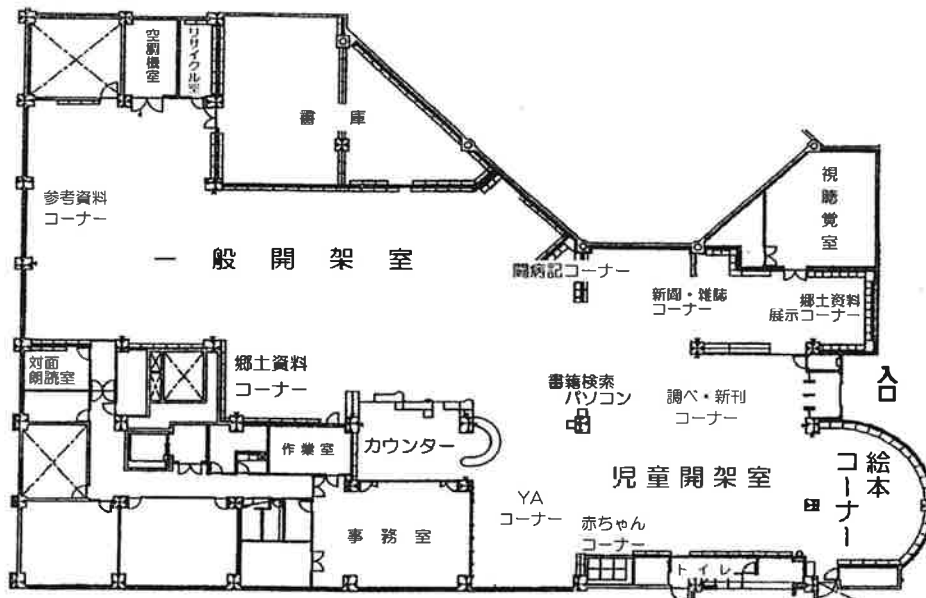 空調機室
リサイクル室
書庫
視聴覚室
参考資料
コーナー
一般開架室
闘病記コーナー
新聞・雑誌
コーナー
郷土資料
展示コーナー
対面
朗読室
郷土資料
コーナー
書籍検索
パソコン
調べ・新刊
コーナー
入口
作業室
カウンター
児童開架室
絵本
コーナー
YA
コーナー
赤ちゃん
コーナー
事務室
トイレ